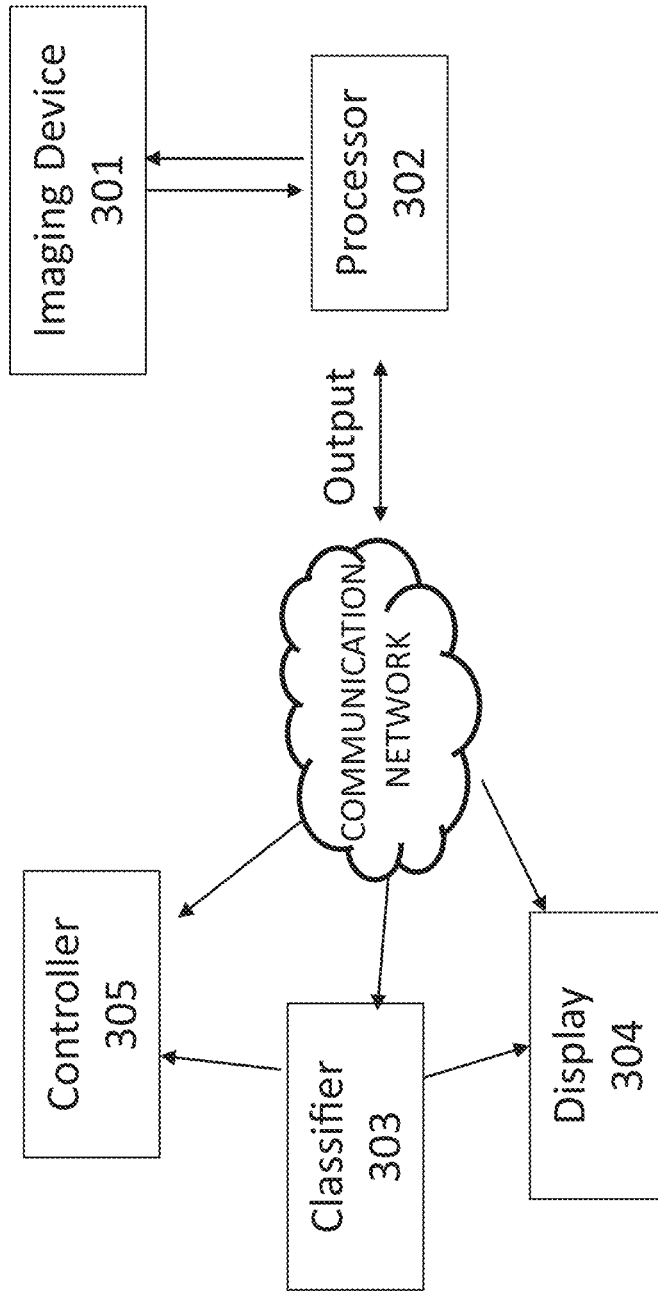 Imaging Device
301
Processor
302
Output
COMMUNICATION
NETWORK
Controller
305
Classifier
303
Display
304